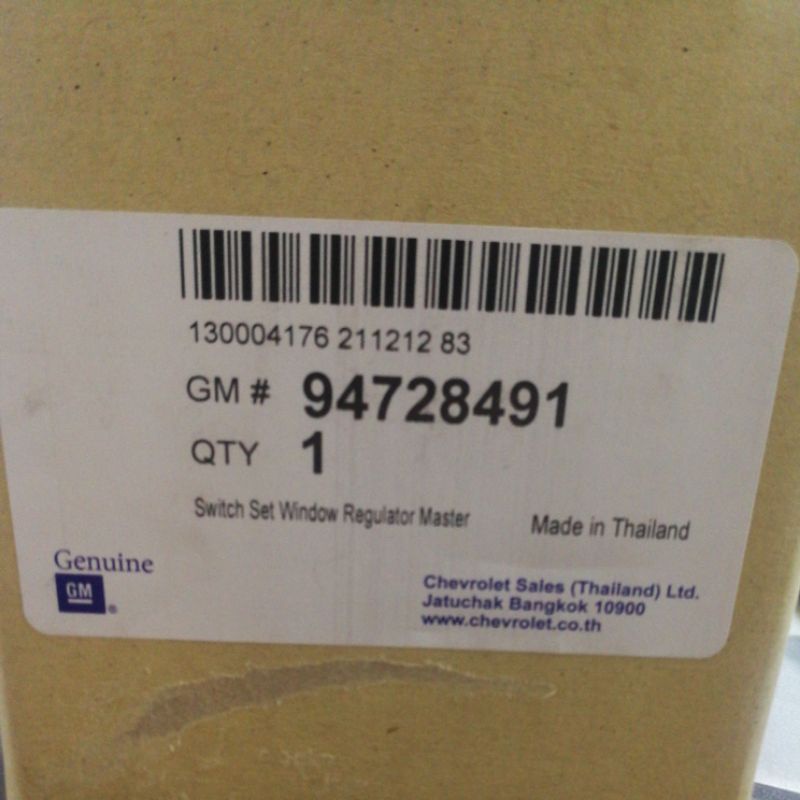 130004176 211212 83
GM # 94728491
QTY 1
Switch Set Window Regulator Master
Made in Thailand
Genuine
GM ®
Chevrolet Sales (Thailand) Ltd.
Jatuchak Bangkok 10900
www.chevrolet.co.th